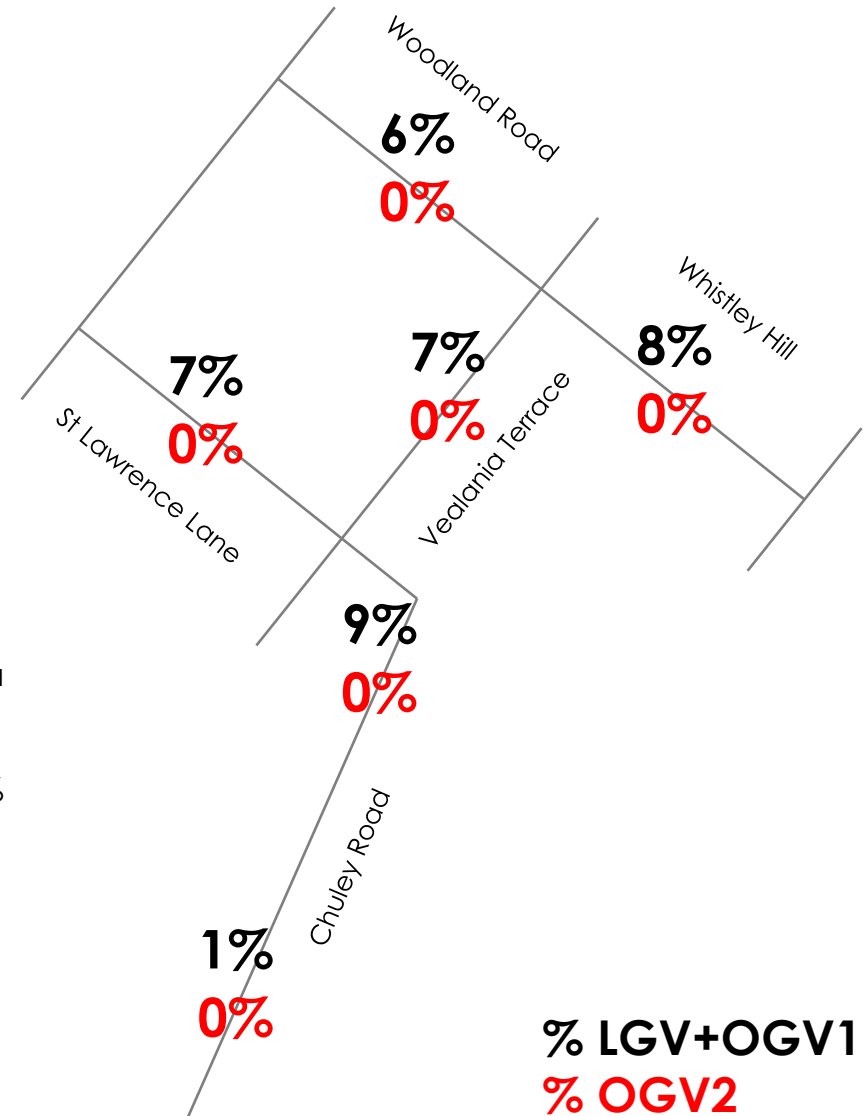 Woodland Road
6%
0%
Whistley Hill
8%
0%
7%
0%
Vealania Terrace
7%
0%
St Lawrence Lane
9%
0%
Chuley Road
1%
0%
% LGV+OGV1
% OGV2